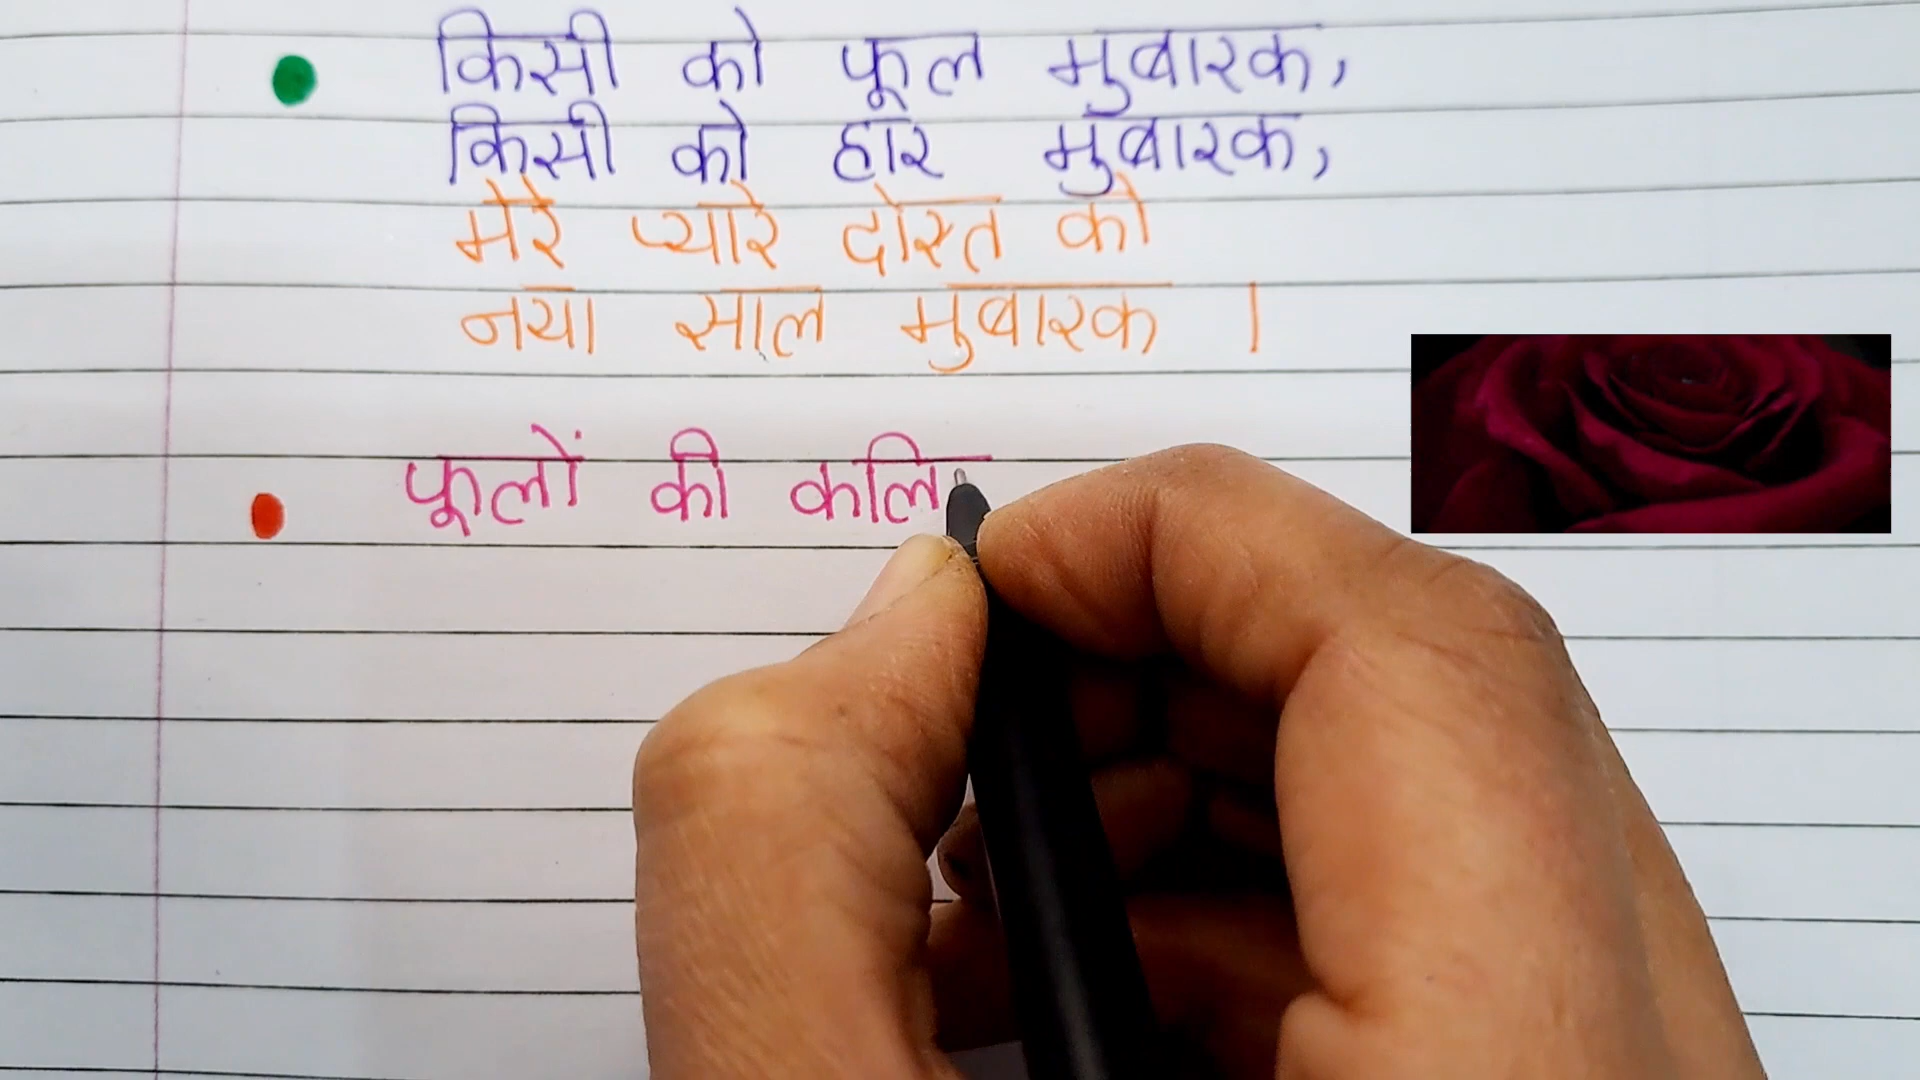 किसी को फूल मुबारक,
किसी को हार मुबारक,
मेरे प्यारे दोस्त को
नया साल मुबारक ।
फूलों की कलि